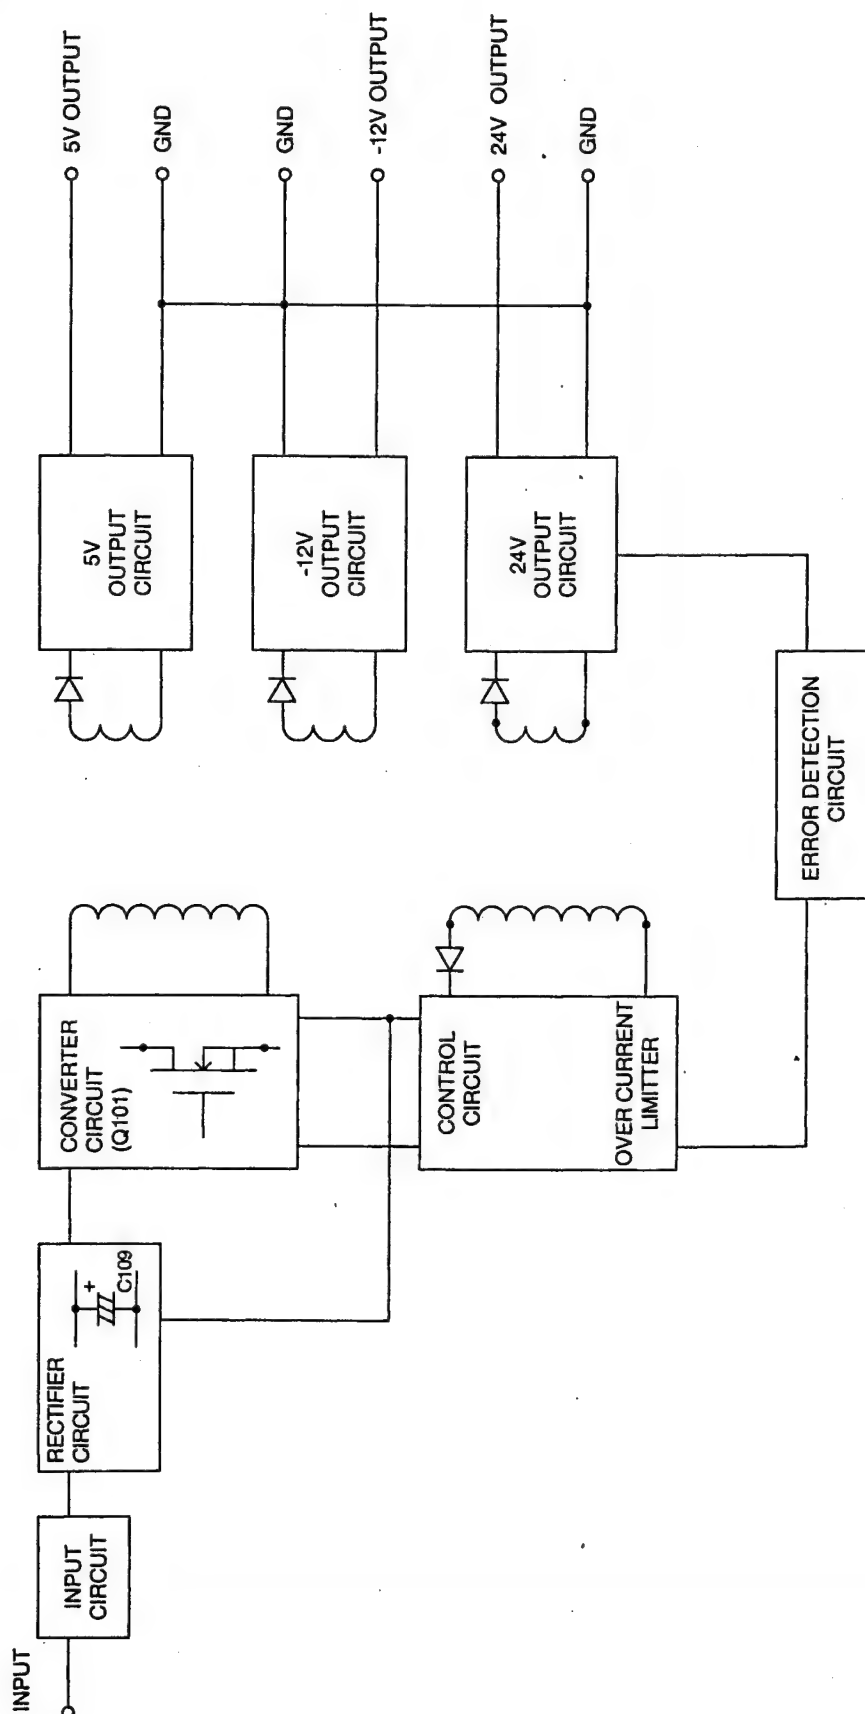 INPUT
INPUT
CIRCUIT
RECTIFIER
CIRCUIT
+
C109
CONVERTER
CIRCUIT
(Q101)
CONTROL
CIRCUIT
OVER CURRENT
LIMITTER
ERROR DETECTION
CIRCUIT
5V
OUTPUT
CIRCUIT
-12V
OUTPUT
CIRCUIT
24V
OUTPUT
CIRCUIT
5V OUTPUT
GND
GND
-12V OUTPUT
24V OUTPUT
GND